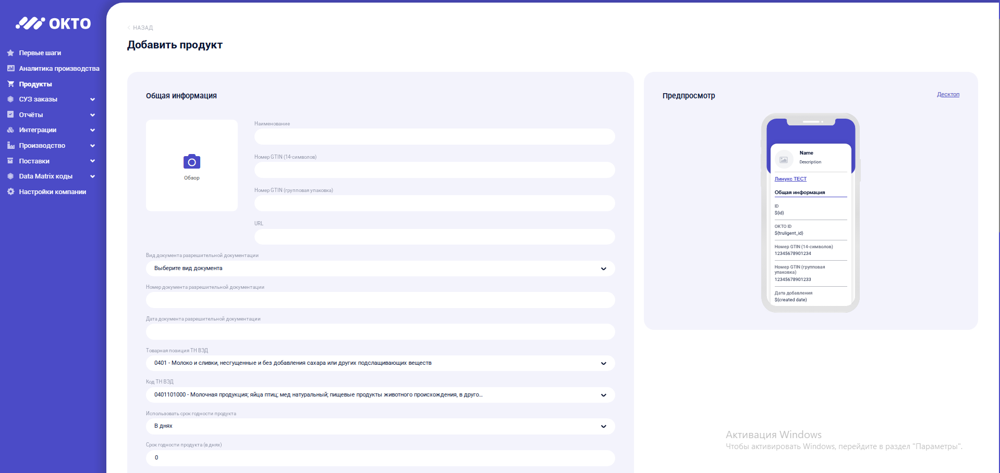 ОКТО
Первые шаги
Аналитика производства
Продукты
СУЗ заказы
Отчёты
Интеграции
Производство
Поставки
Data Matrix коды
Настройки компании
НАЗАД
Добавить продукт
Общая информация
Обзор
Наименование
Номер GTIN (14-символов)
Номер GTIN (групповая упаковка)
URL
Вид документа разрешительной документации
Выберите вид документа
Номер документа разрешительной документации
Дата документа разрешительной документации
Товарная позиция ТН ВЭД
0401 - Молоко и сливки, несгущенные и без добавления сахара или других подслащивающих веществ
Код ТН ВЭД
0401101000 - Молочная продукция; яйца птиц; мед натуральный; пищевые продукты животного происхождения, в друго...
Использовать срок годности продукта
В днях
Срок годности продукта (в днях)
0
Предпросмотр
Десктоп
Name
Description
Линукс ТЕСТ
Общая информация
ID
${id}
OKTO ID
${truligent_id}
Номер GTIN (14-символов)
12345678901234
Номер GTIN (групповая
упаковка)
12345678901233
Дата добавления
${created date}
Активация Windows
Чтобы активировать Windows, перейдите в раздел "Параметры".